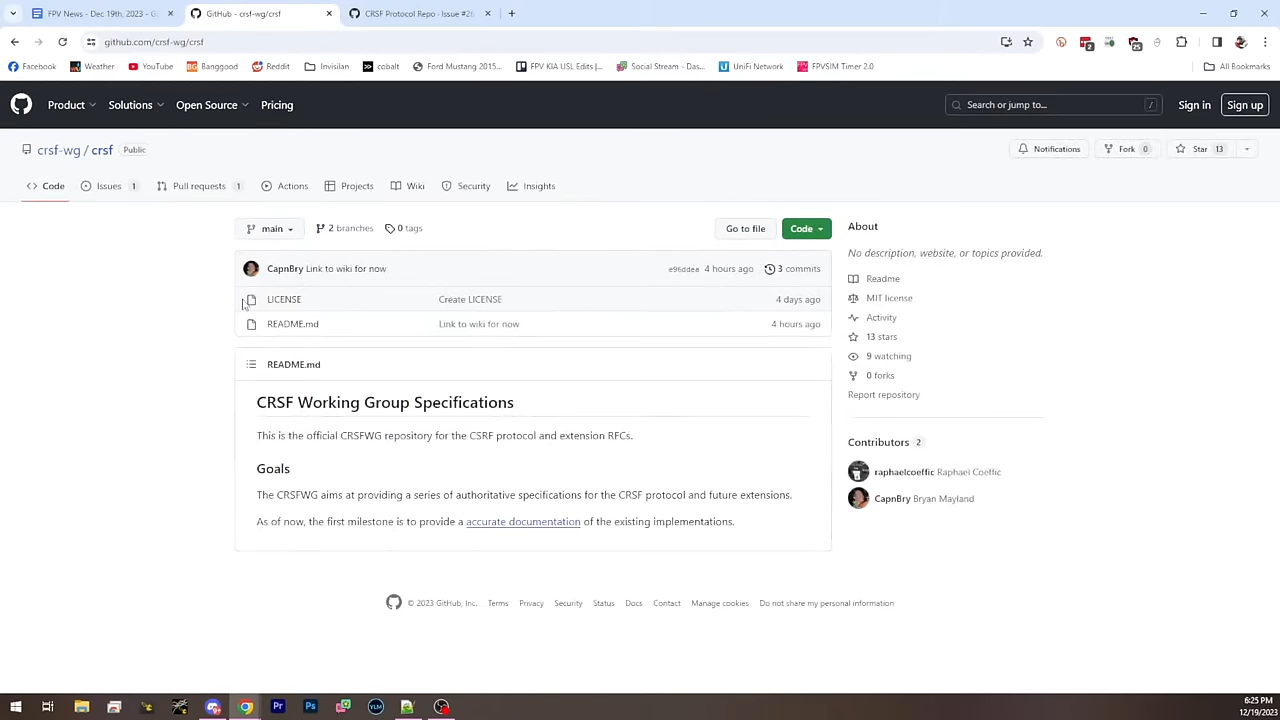 FPV News - Dec 19th, 2023 -
GitHub - crsf-wg/crsf
CRSF Protocol Repo · Issue #28
github.com/crsf-wg/crsf
2
25
Facebook
Weather
YouTube
Banggood
Reddit
Invisilan
cobalt
Ford Mustang 2015...
FPV KIA USL Edits |...
Social Stream - Das...
UniFi Network
FPVSIM Timer 2.0
All Bookmarks
Product
Solutions
Open Source
Pricing
Search or jump to...
/
Sign in
Sign up
crsf-wg / crsf
Public
Notifications
Fork 0
Star 13
Code
Issues 1
Pull requests 1
Actions
Projects
Wiki
Security
Insights
main
2 branches
0 tags
Go to file
Code
CapnBry Link to wiki for now
e96ddea 4 hours ago
3 commits
LICENSE
Create LICENSE
4 days ago
README.md
Link to wiki for now
4 hours ago
README.md
CRSF Working Group Specifications
This is the official CRSFWG repository for the CSRF protocol and extension RFCs.
Goals
The CRSFWG aims at providing a series of authoritative specifications for the CRSF protocol and future extensions.
As of now, the first milestone is to provide a accurate documentation of the existing implementations.
About
No description, website, or topics provided.
Readme
MIT license
Activity
13 stars
9 watching
0 forks
Report repository
Contributors 2
raphaelcoeffic Raphael Coeffic
CapnBry Bryan Mayland
© 2023 GitHub, Inc.
Terms
Privacy
Security
Status
Docs
Contact
Manage cookies
Do not share my personal information
Pr
Ps
YLM
6:25 PM
12/19/2023